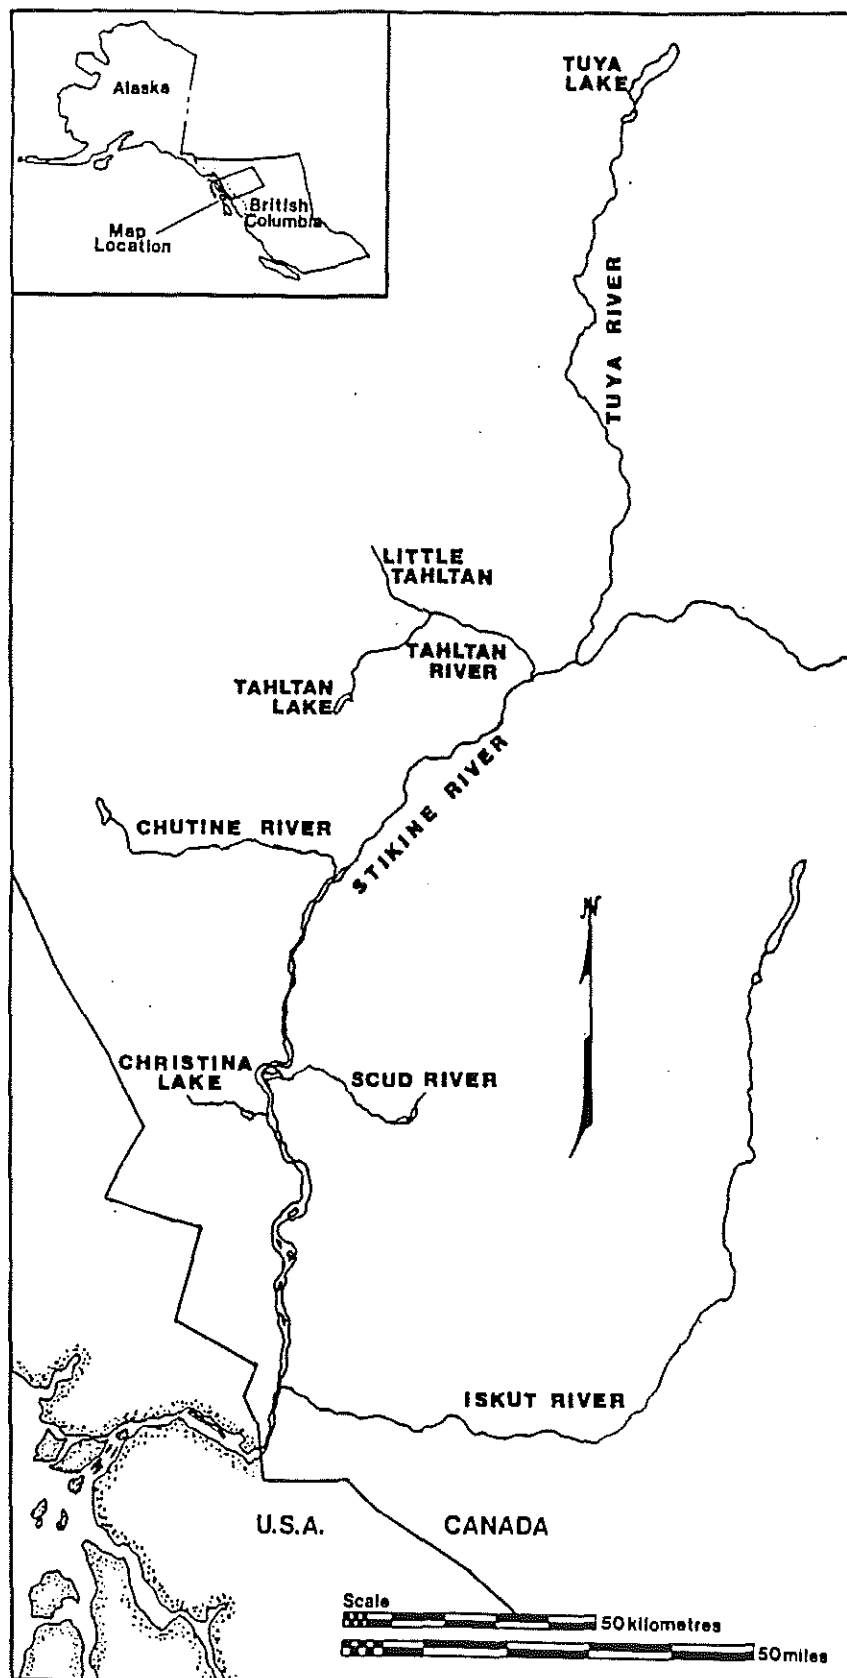 Alaska
British
Columbia
Map
Location
TUYA
LAKE
TUYA RIVER
LITTLE
TAHLTAN
TAHLTAN
RIVER
TAHLTAN
LAKE
STIKINE RIVER
CHUTINE RIVER
N
CHRISTINA
LAKE
SCUD RIVER
ISKUT RIVER
U.S.A.
CANADA
Scale
50 kilometres
50 miles